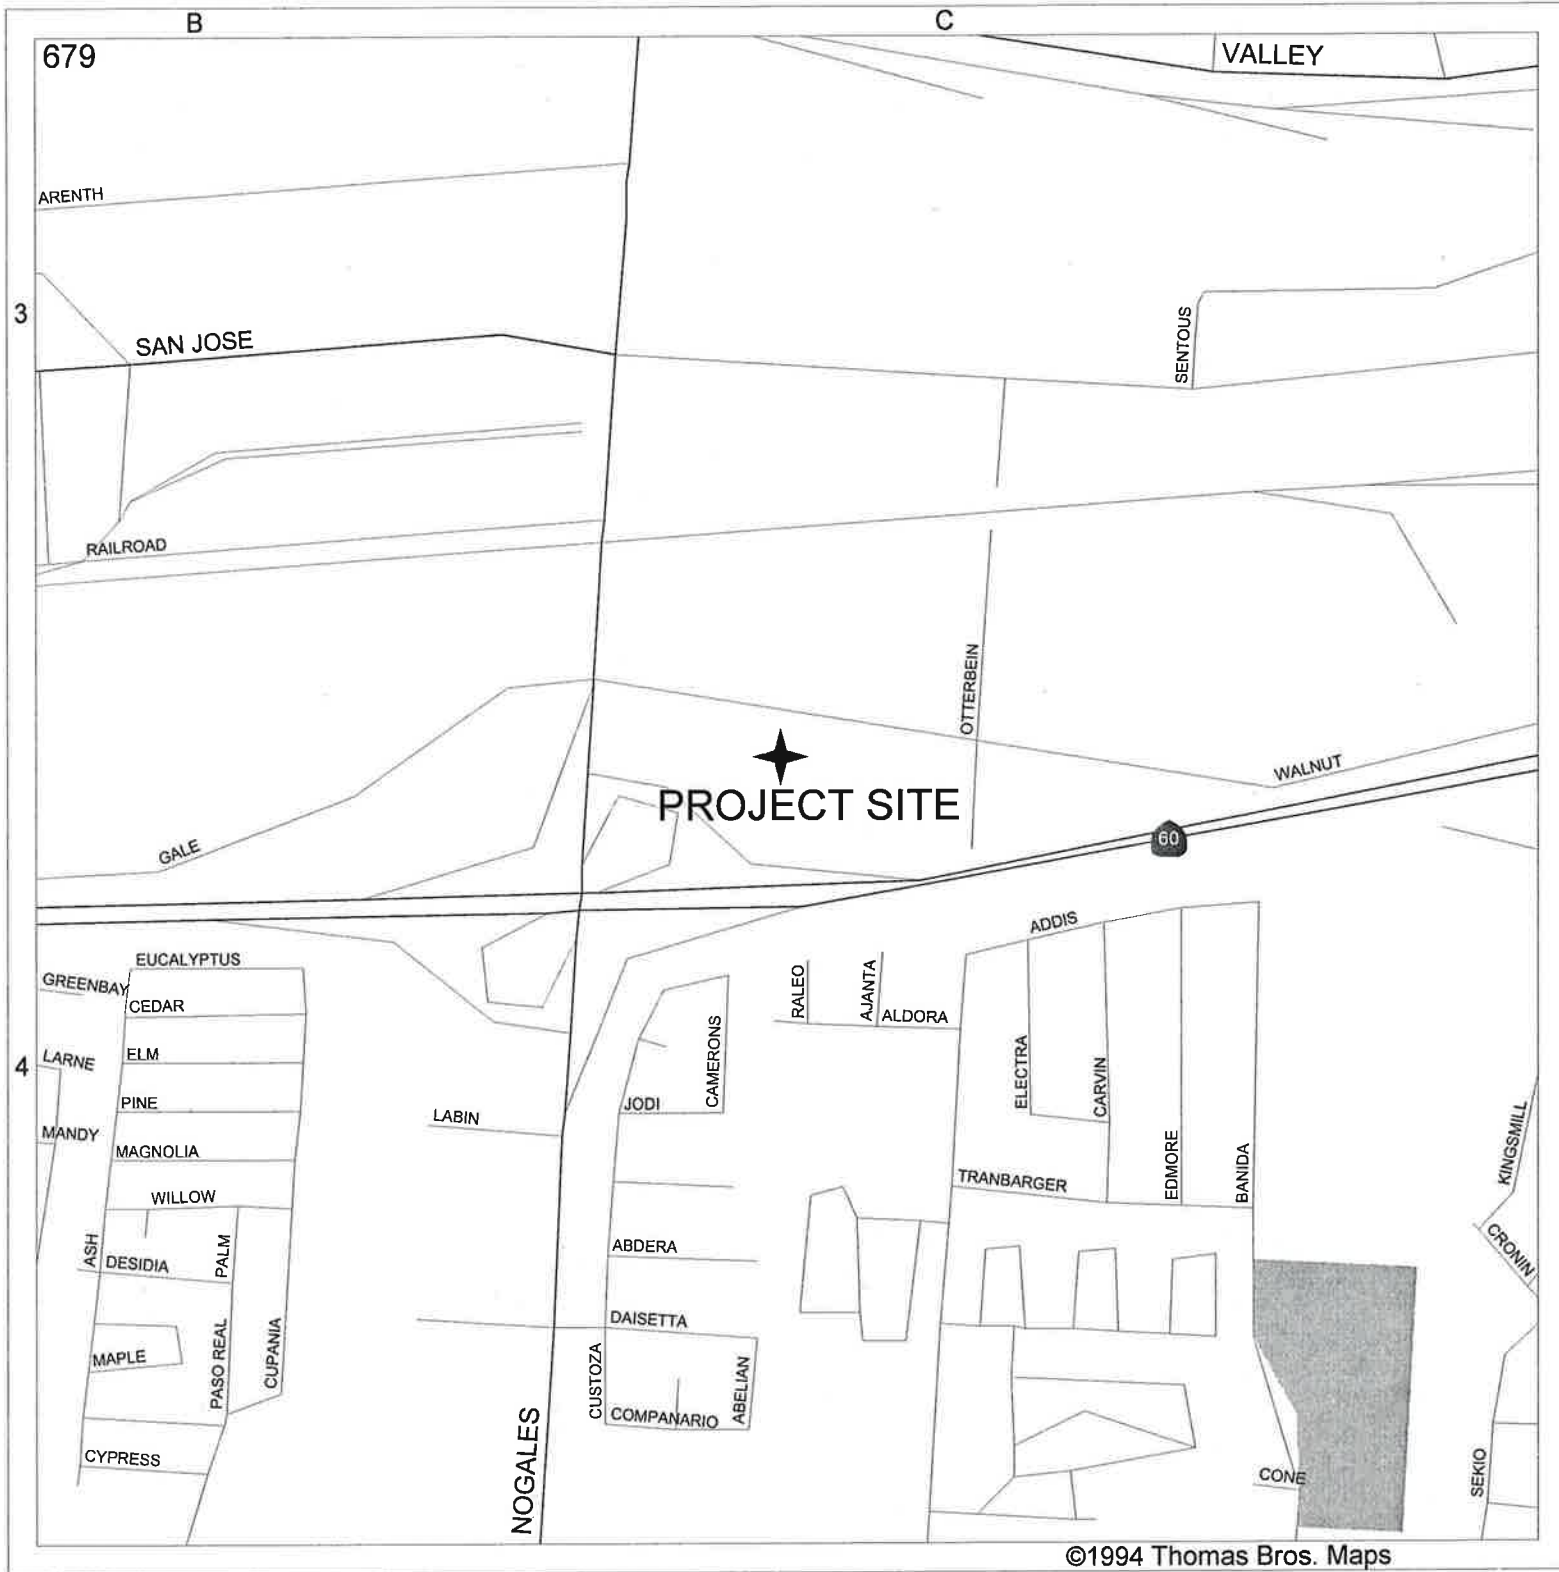 B
C
679
VALLEY
ARENTH
3
SENTOUS
SAN JOSE
RAILROAD
OTTERBEIN
WALNUT
PROJECT SITE
GALE
60
ADDIS
EUCALYPTUS
GREENBAY
RALEO
AJANTA
CEDAR
ALDORA
CAMERONS
ELM
LARNE
4
ELECTRA
CARVIN
PINE
JODI
LABIN
MANDY
MAGNOLIA
EDMORE
BANIDA
KINGSMILL
TRANBARGER
WILLOW
ASH
PALM
ABDERA
CRONIN
DESIDIA
DAISETTA
MAPLE
PASO REAL
CUPANIA
CUSTOZA
ABELIAN
COMPANARIO
NOGALES
CYPRESS
CONE
SEKIO
©1994 Thomas Bros. Maps